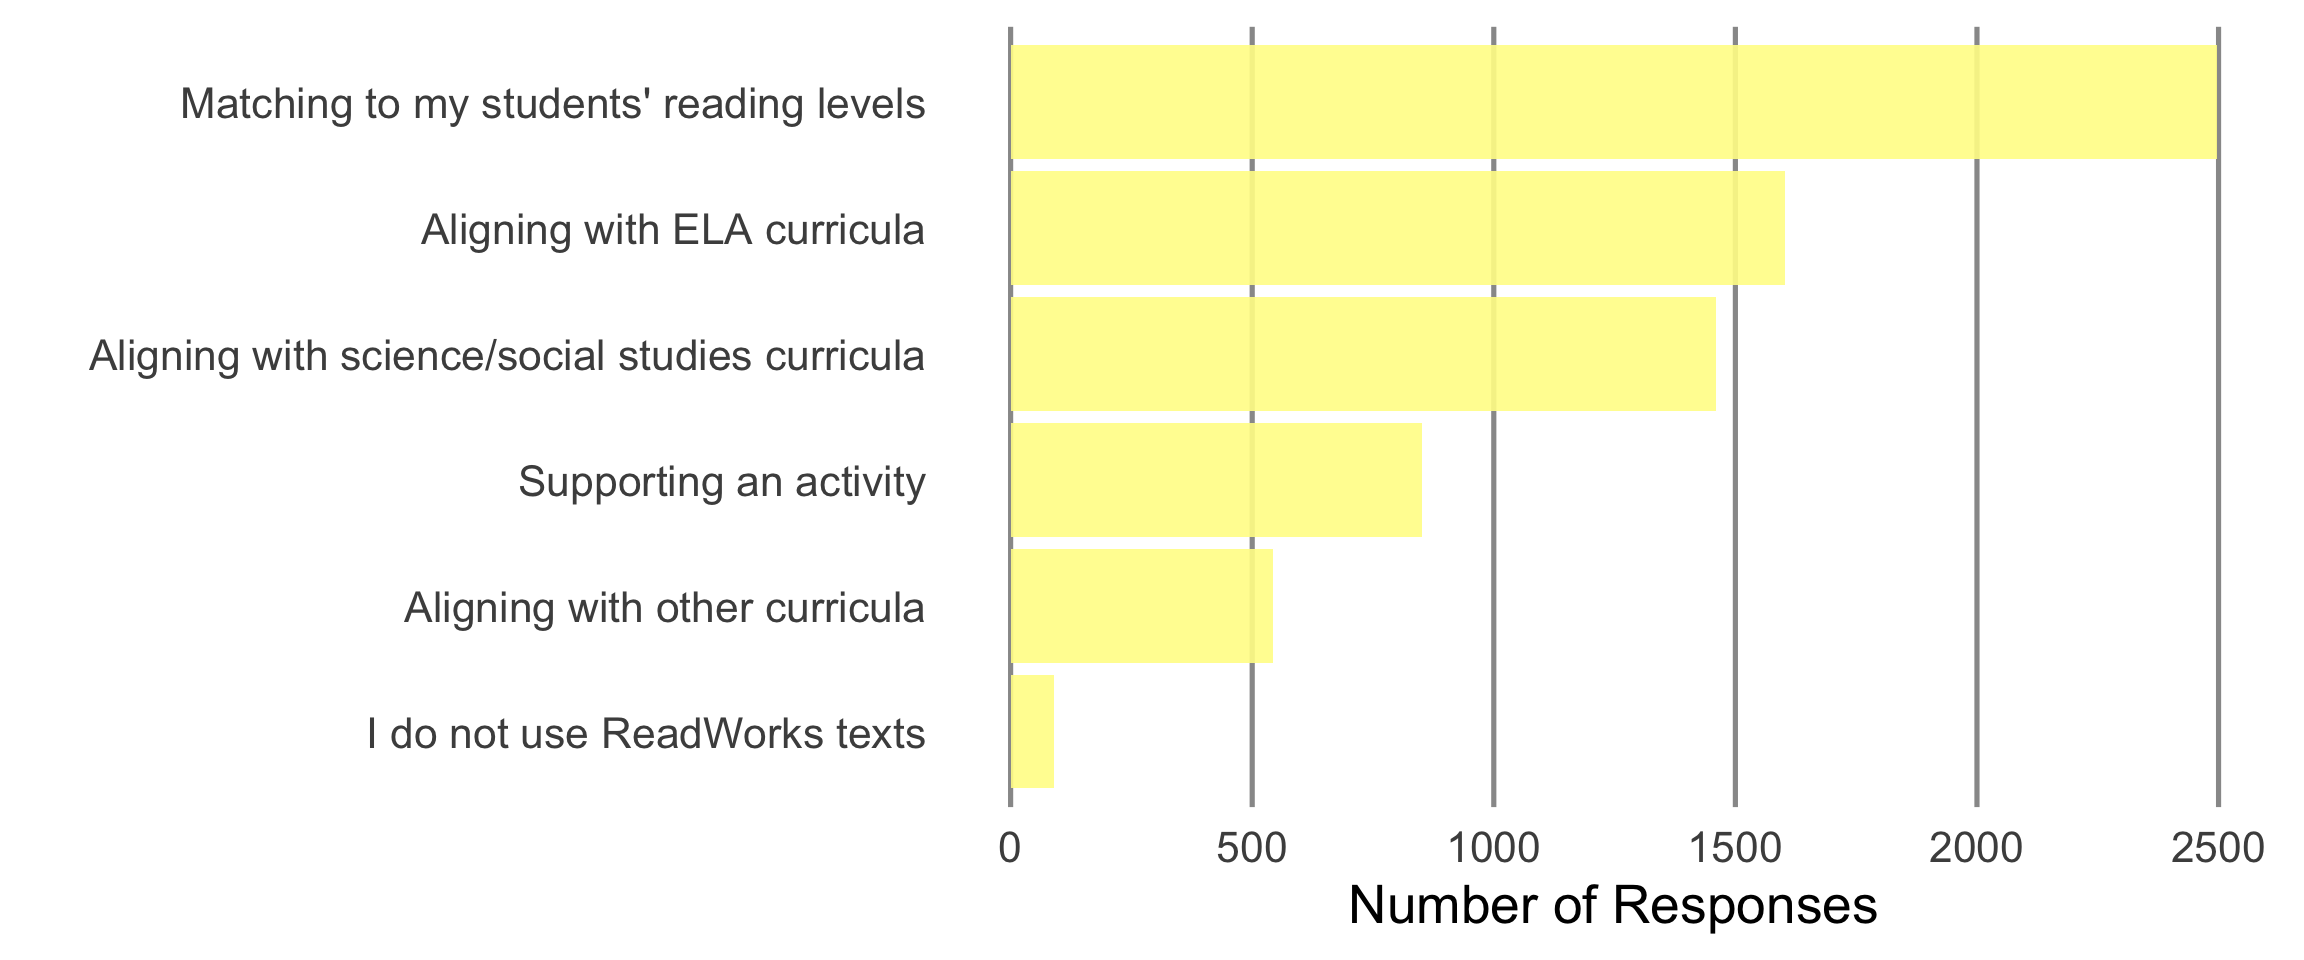 Matching to my students' reading levels
Aligning with ELA curricula
Aligning with science/social studies curricula
Supporting an activity
Aligning with other curricula
I do not use ReadWorks texts
0 500 1000 1500 2000 2500
Number of Responses